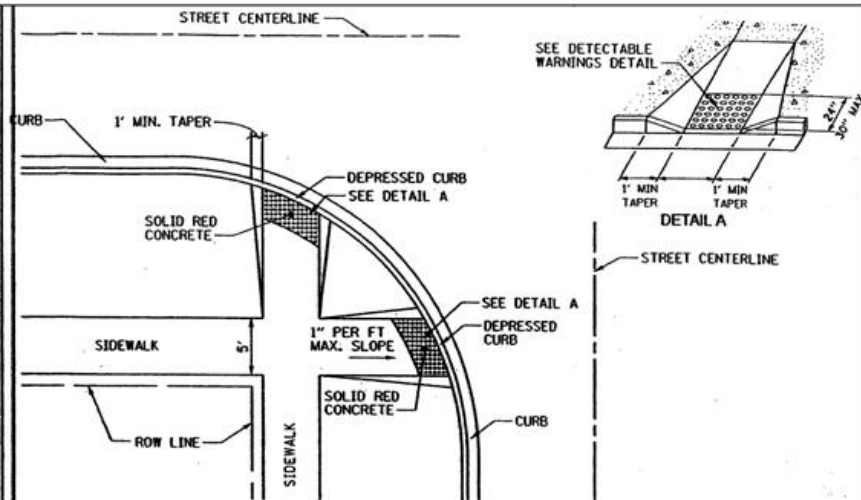 STREET CENTERLINE
SEE DETECTABLE
WARNINGS DETAIL
24"
30" MAX
1' MIN
TAPER
1' MIN
TAPER
DETAIL A
1' MIN. TAPER
CURB
DEPRESSED CURB
SEE DETAIL A
SOLID RED
CONCRETE
STREET CENTERLINE
SEE DETAIL A
DEPRESSED
CURB
1" PER FT
MAX. SLOPE
SIDEWALK
5'
SOLID RED
CONCRETE
CURB
ROW LINE
SIDEWALK